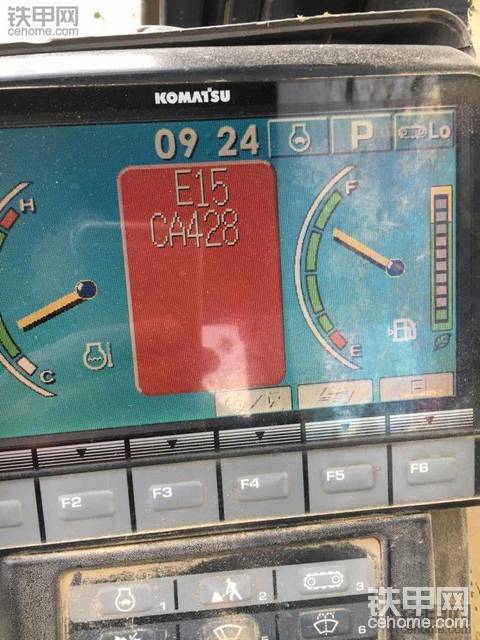 铁甲网
cehome.com
KOMATSU
09 24 P Lo
E15
CA428
H
F
C
E
F2 F3 F4 F5 F6
1 2 3
6
铁甲网
cehome.com